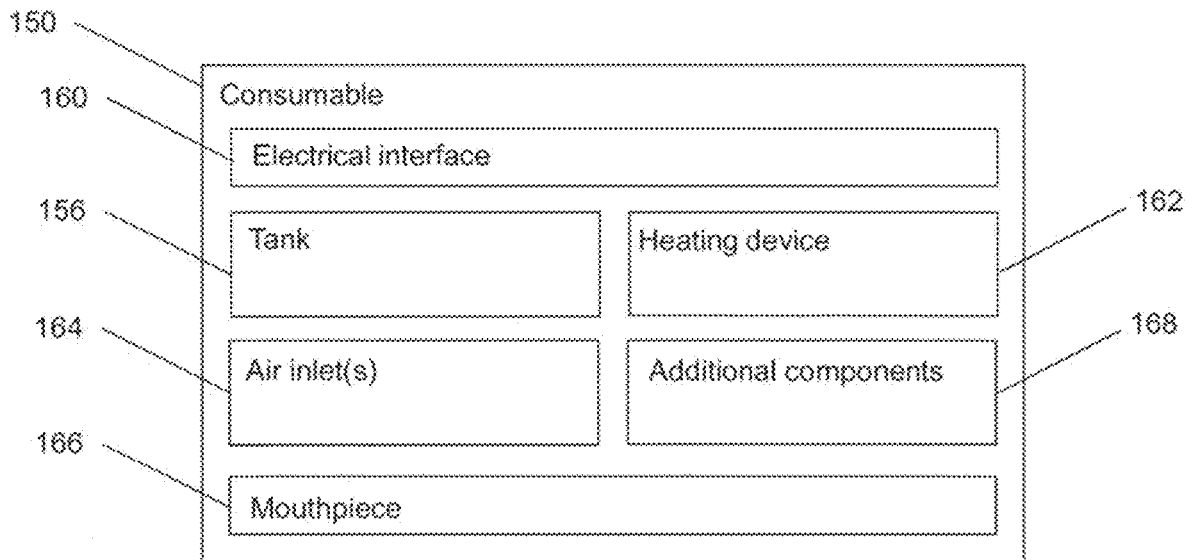 150
Consumable
160
Electrical interface
156
Tank
Heating device
162
164
Air inlet(s)
Additional components
168
166
Mouthpiece